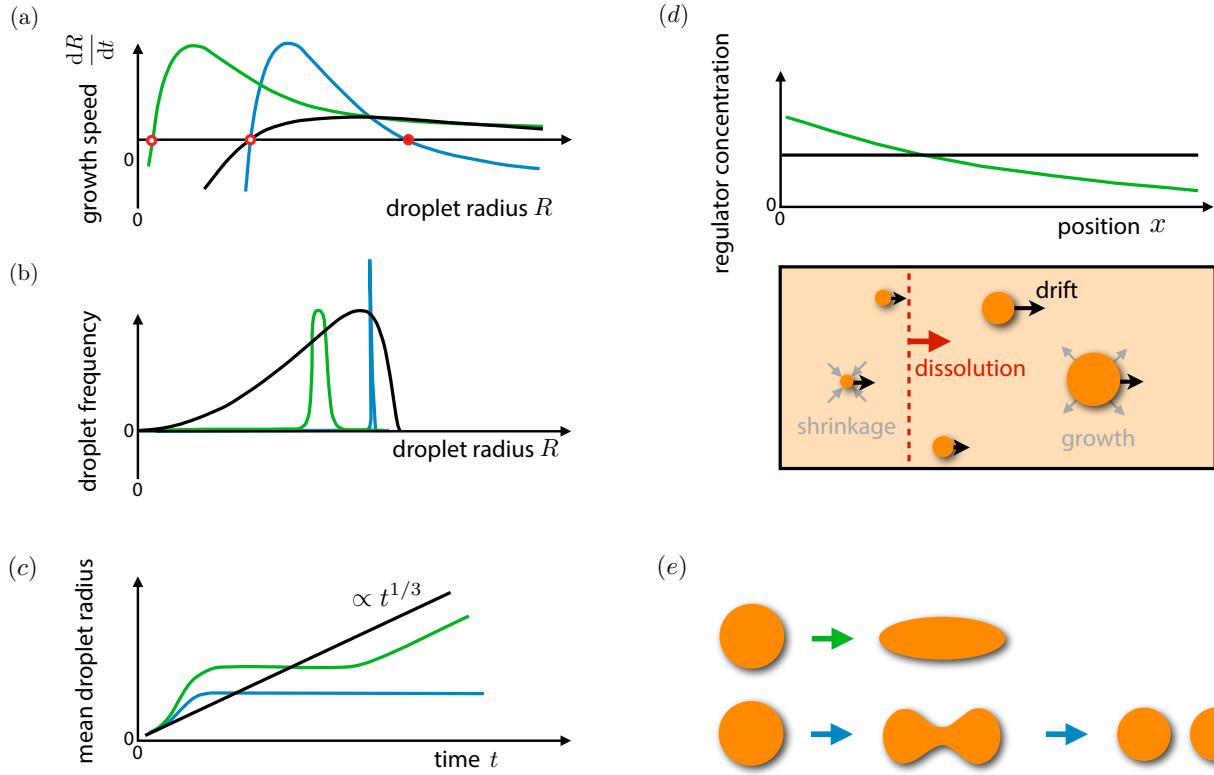 (a)
dR
dt
growth speed
0
0
droplet radius R
(b)
droplet frequency
0
0
droplet radius R
(c)
mean droplet radius
∝ t^{1/3}
0
0
time t
(d)
regulator concentration
0
0
position x
drift
dissolution
shrinkage
growth
(e)